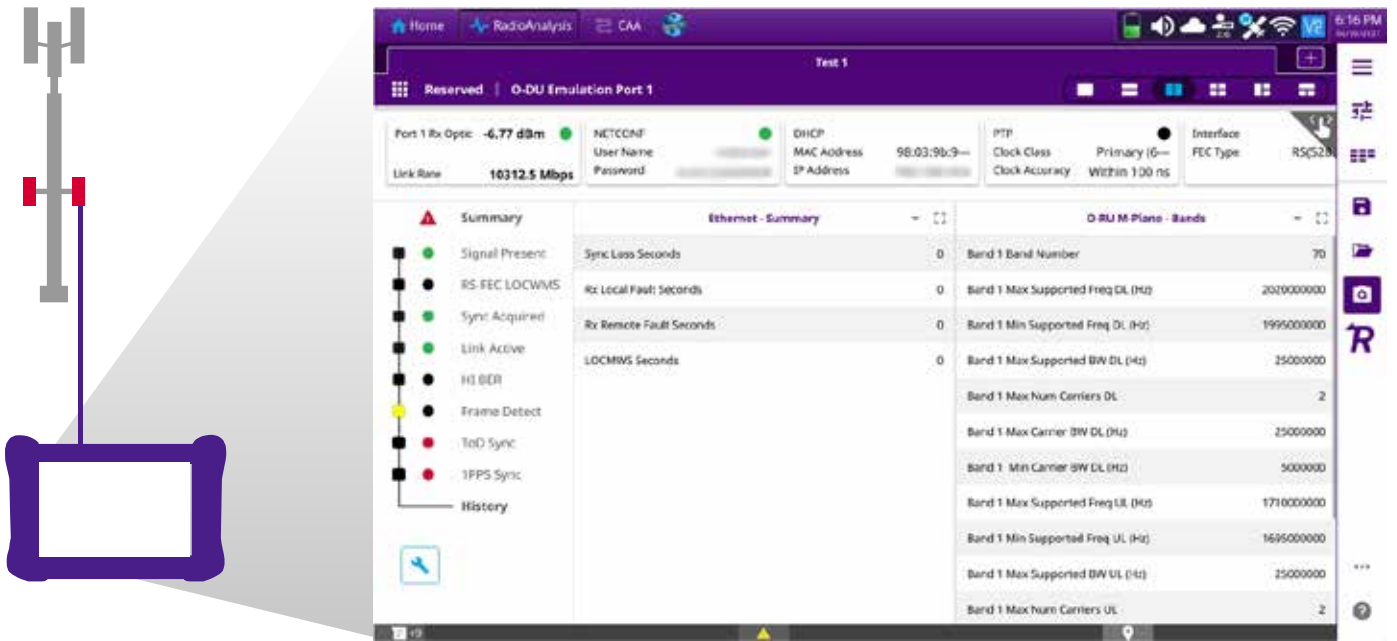 Home RadioAnalysis CAA 6:16 PM
Test 1
Reserved | O-DU Emulation Port 1
Port 1 Rx Optic -6.77 dBm
Link Rate 10312.5 Mbps
NETCONF
User Name
Password
DHCP
MAC Address 98:03:9b:9—
IP Address
PTP
Clock Class Primary (6—
Clock Accuracy Within 100 ns
Interface
FEC Type RS(528
Summary
Signal Present
RS-FEC LOCWMS
Sync Acquired
Link Active
HI BER
Frame Detect
ToD Sync
1PPS Sync
History
Ethernet - Summary
Sync Loss Seconds 0
Rx Local Fault Seconds 0
Rx Remote Fault Seconds 0
LOCMWS Seconds 0
O-RU M-Plane - Bands
Band 1 Band Number 70
Band 1 Max Supported Freq DL (Hz) 2020000000
Band 1 Min Supported Freq DL (Hz) 1995000000
Band 1 Max Supported BW DL (Hz) 25000000
Band 1 Max Num Carriers DL 2
Band 1 Max Carrier BW DL (Hz) 25000000
Band 1 Min Carrier BW DL (Hz) 5000000
Band 1 Max Supported Freq UL (Hz) 1710000000
Band 1 Min Supported Freq UL (Hz) 1695000000
Band 1 Max Supported BW UL (Hz) 25000000
Band 1 Max Num Carriers UL 2